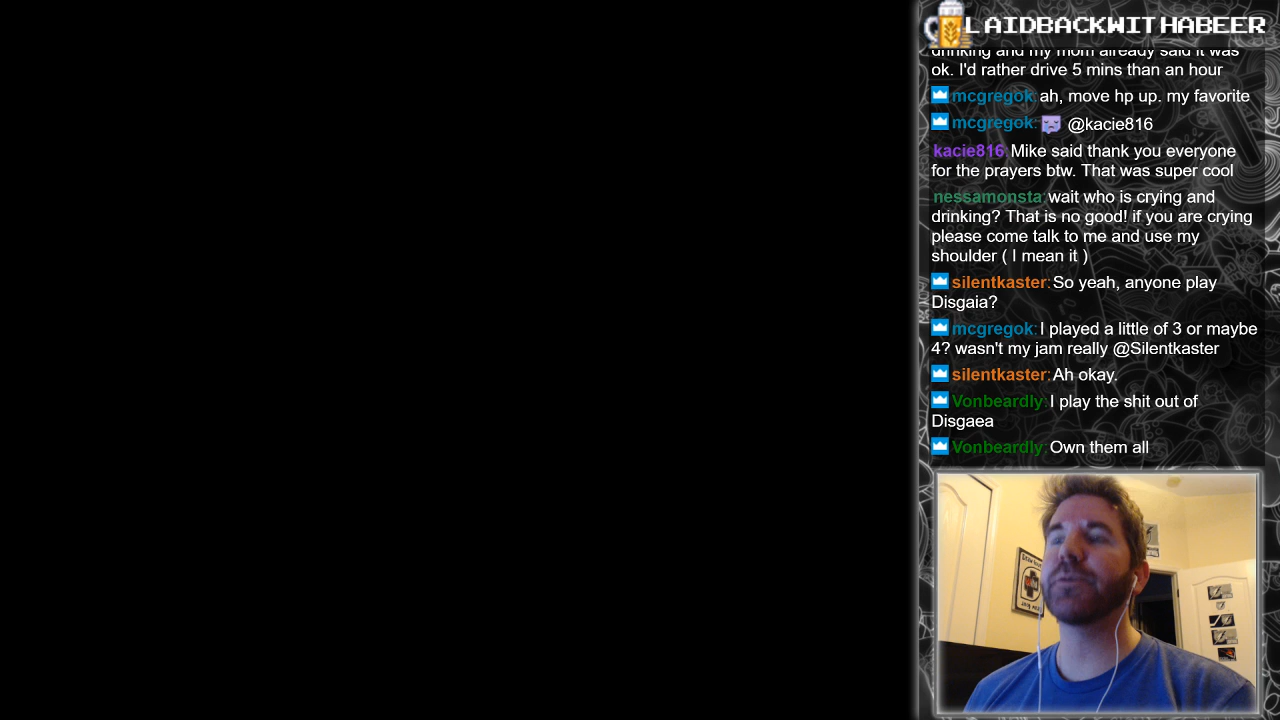 LAIDBACKWITHABEER
drinking and my mom already said it was
ok. I'd rather drive 5 mins than an hour
mcgregok: ah, move hp up. my favorite
mcgregok: @kacie816
kacie816: Mike said thank you everyone
for the prayers btw. That was super cool
nessamonsta: wait who is crying and
drinking? That is no good! if you are crying
please come talk to me and use my
shoulder ( I mean it )
silentkaster: So yeah, anyone play
Disgaia?
mcgregok: I played a little of 3 or maybe
4? wasn't my jam really @Silentkaster
silentkaster: Ah okay.
Vonbeardly: I play the shit out of
Disgaea
Vonbeardly: Own them all